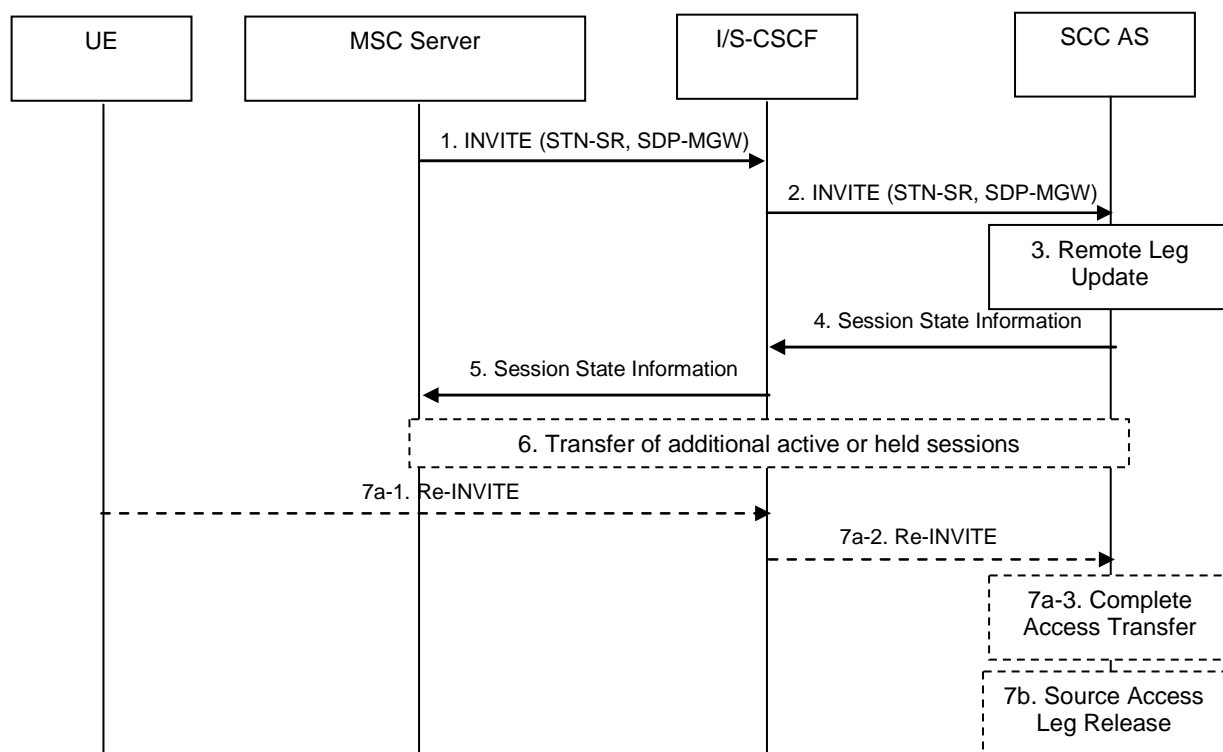 UE
MSC Server
I/S-CSCF
SCC AS
1. INVITE (STN-SR, SDP-MGW)
2. INVITE (STN-SR, SDP-MGW)
3. Remote Leg
Update
4. Session State Information
5. Session State Information
6. Transfer of additional active or held sessions
7a-1. Re-INVITE
7a-2. Re-INVITE
7a-3. Complete
Access Transfer
7b. Source Access
Leg Release